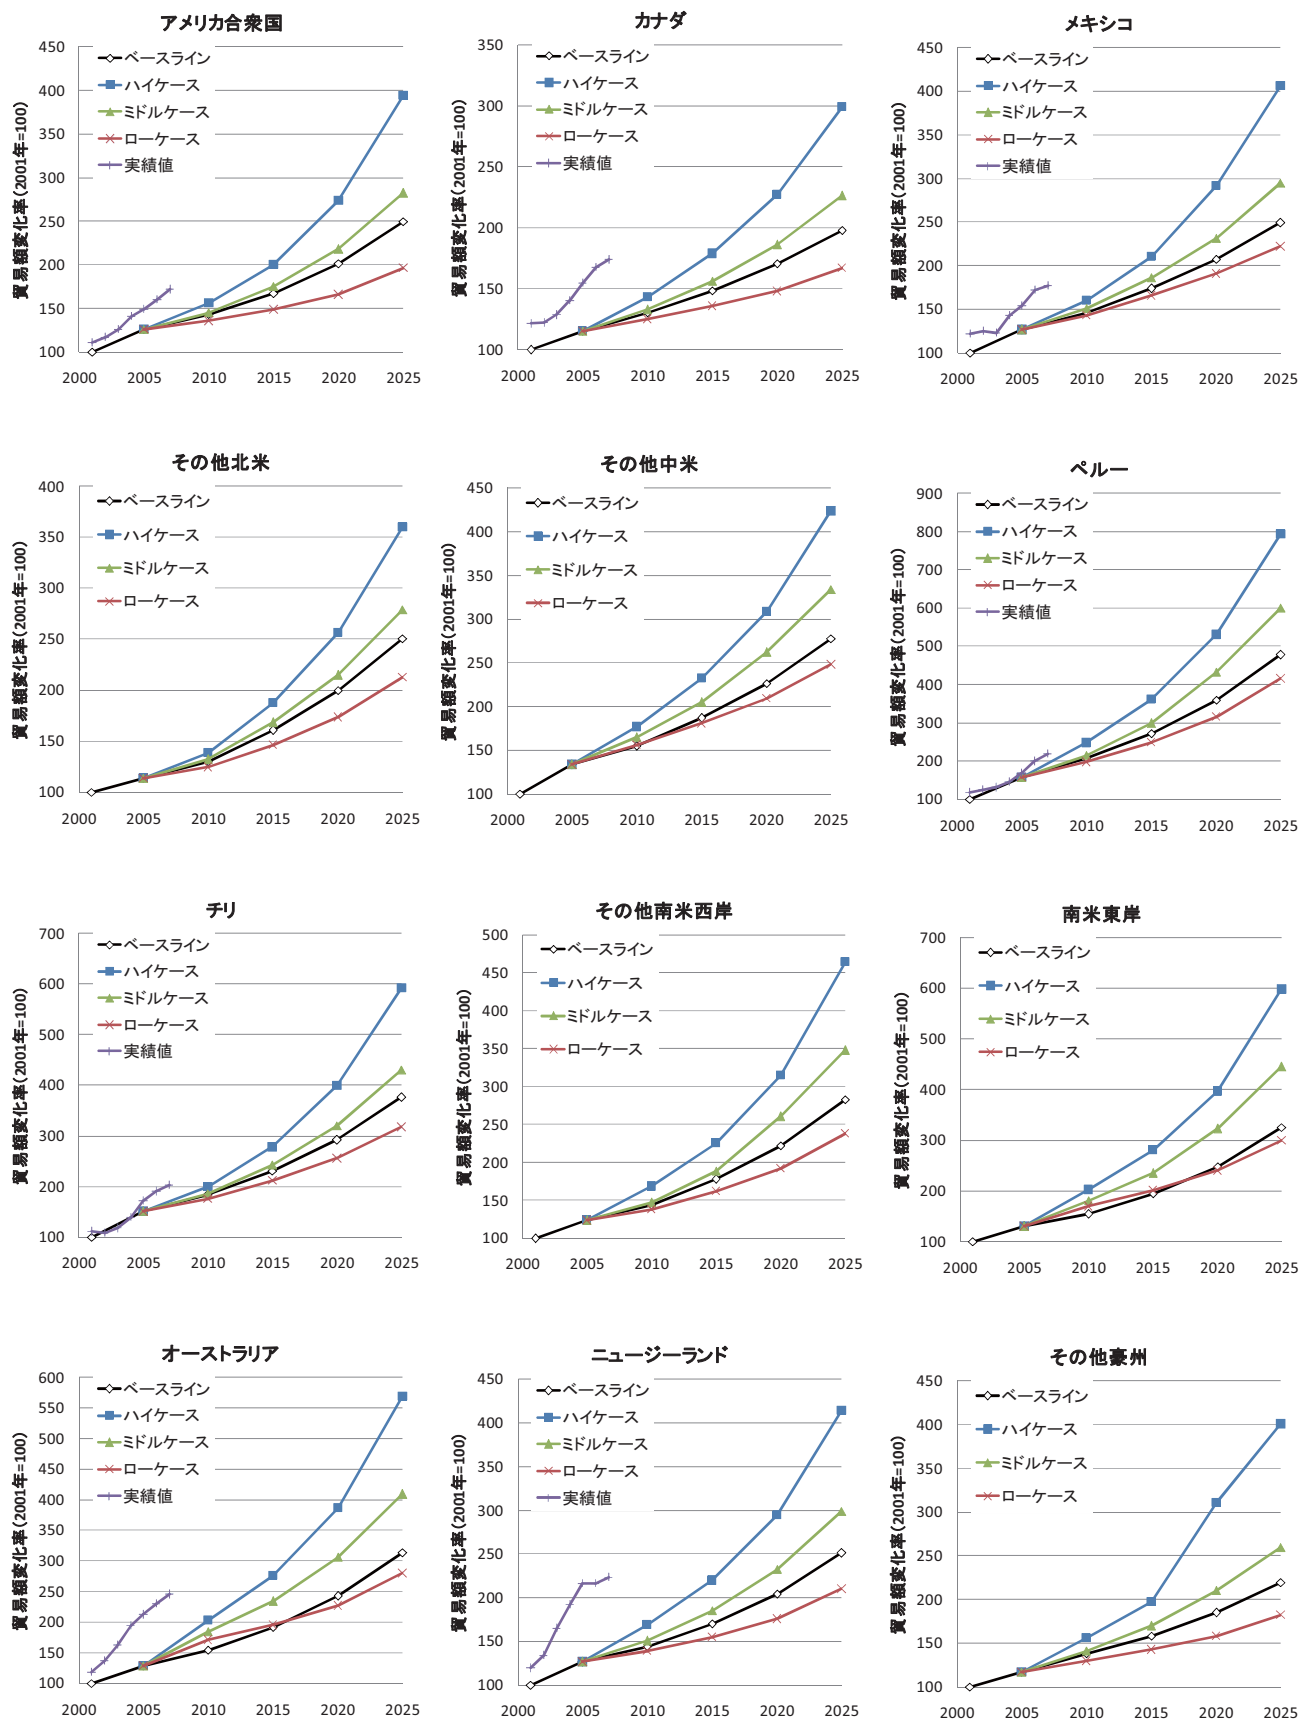 アメリカ合衆国
貿易額変化率(2001年=100)
450
400
350
300
250
200
150
100
ベースライン
ハイケース
ミドルケース
ローケース
実績値
2000 2005 2010 2015 2020 2025
カナダ
貿易額変化率(2001年=100)
350
300
250
200
150
100
ベースライン
ハイケース
ミドルケース
ローケース
実績値
2000 2005 2010 2015 2020 2025
メキシコ
貿易額変化率(2001年=100)
450
400
350
300
250
200
150
100
ベースライン
ハイケース
ミドルケース
ローケース
実績値
2000 2005 2010 2015 2020 2025
その他北米
貿易額変化率(2001年=100)
400
350
300
250
200
150
100
ベースライン
ハイケース
ミドルケース
ローケース
2000 2005 2010 2015 2020 2025
その他中米
貿易額変化率(2001年=100)
450
400
350
300
250
200
150
100
ベースライン
ハイケース
ミドルケース
ローケース
2000 2005 2010 2015 2020 2025
ペルー
貿易額変化率(2001年=100)
900
800
700
600
500
400
300
200
100
ベースライン
ハイケース
ミドルケース
ローケース
実績値
2000 2005 2010 2015 2020 2025
チリ
貿易額変化率(2001年=100)
700
600
500
400
300
200
100
ベースライン
ハイケース
ミドルケース
ローケース
実績値
2000 2005 2010 2015 2020 2025
その他南米西岸
貿易額変化率(2001年=100)
500
450
400
350
300
250
200
150
100
ベースライン
ハイケース
ミドルケース
ローケース
2000 2005 2010 2015 2020 2025
南米東岸
貿易額変化率(2001年=100)
700
600
500
400
300
200
100
ベースライン
ハイケース
ミドルケース
ローケース
2000 2005 2010 2015 2020 2025
オーストラリア
貿易額変化率(2001年=100)
600
550
500
450
400
350
300
250
200
150
100
ベースライン
ハイケース
ミドルケース
ローケース
実績値
2000 2005 2010 2015 2020 2025
ニュージーランド
貿易額変化率(2001年=100)
450
400
350
300
250
200
150
100
ベースライン
ハイケース
ミドルケース
ローケース
実績値
2000 2005 2010 2015 2020 2025
その他豪州
貿易額変化率(2001年=100)
450
400
350
300
250
200
150
100
ベースライン
ハイケース
ミドルケース
ローケース
2000 2005 2010 2015 2020 2025